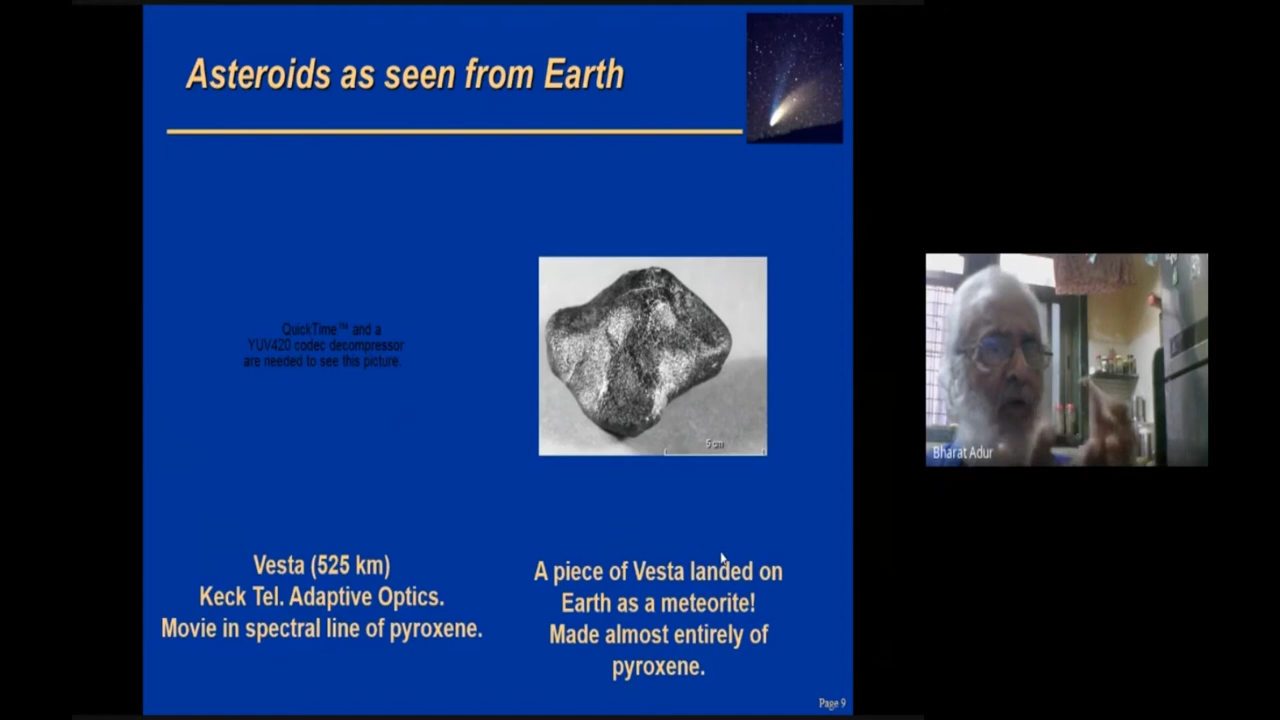 Asteroids as seen from Earth
QuickTime™ and a
YUV420 codec decompressor
are needed to see this picture.
5 cm
Vesta (525 km)
Keck Tel. Adaptive Optics.
Movie in spectral line of pyroxene.
A piece of Vesta landed on
Earth as a meteorite!
Made almost entirely of
pyroxene.
Page 9
Bharat Adur